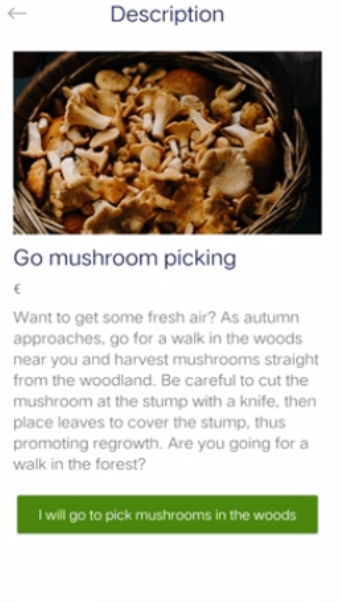 Description
Go mushroom picking
€
Want to get some fresh air? As autumn
approaches, go for a walk in the woods
near you and harvest mushrooms straight
from the woodland. Be careful to cut the
mushroom at the stump with a knife, then
place leaves to cover the stump, thus
promoting regrowth. Are you going for a
walk in the forest?
I will go to pick mushrooms in the woods